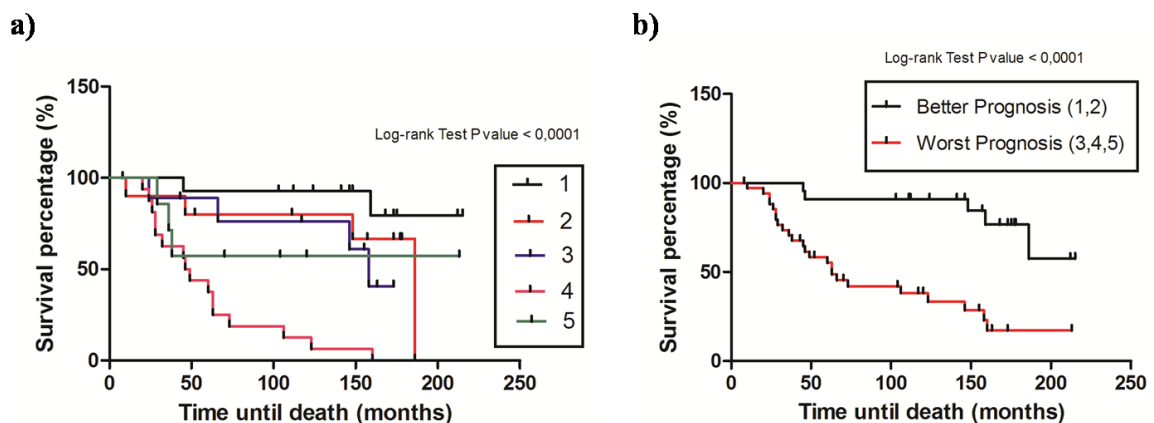 a)
Log-rank Test P value < 0,0001
Survival percentage (%)
150
100
50
0
0 50 100 150 200 250
Time until death (months)
1
2
3
4
5
b)
Log-rank Test P value < 0,0001
Better Prognosis (1,2)
Worst Prognosis (3,4,5)
Survival percentage (%)
150
100
50
0
0 50 100 150 200 250
Time until death (months)